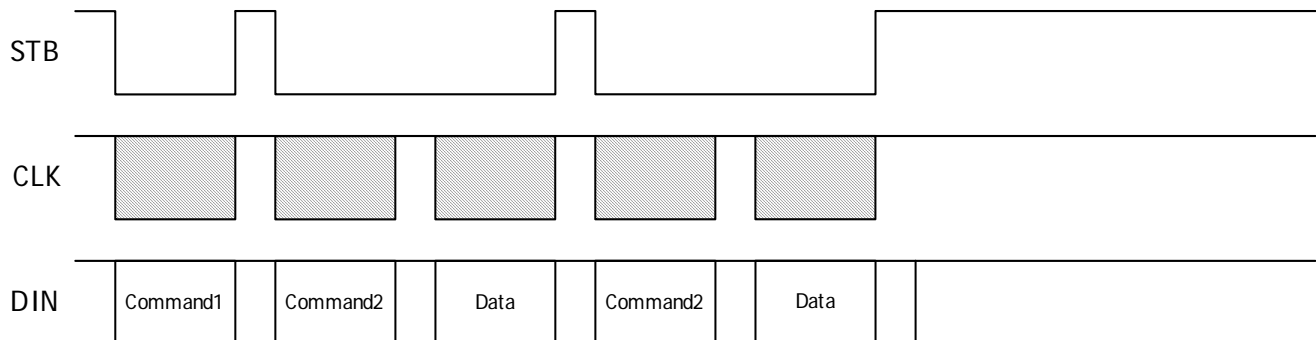 STB
CLK
DIN
Command1
Command2
Data
Command2
Data